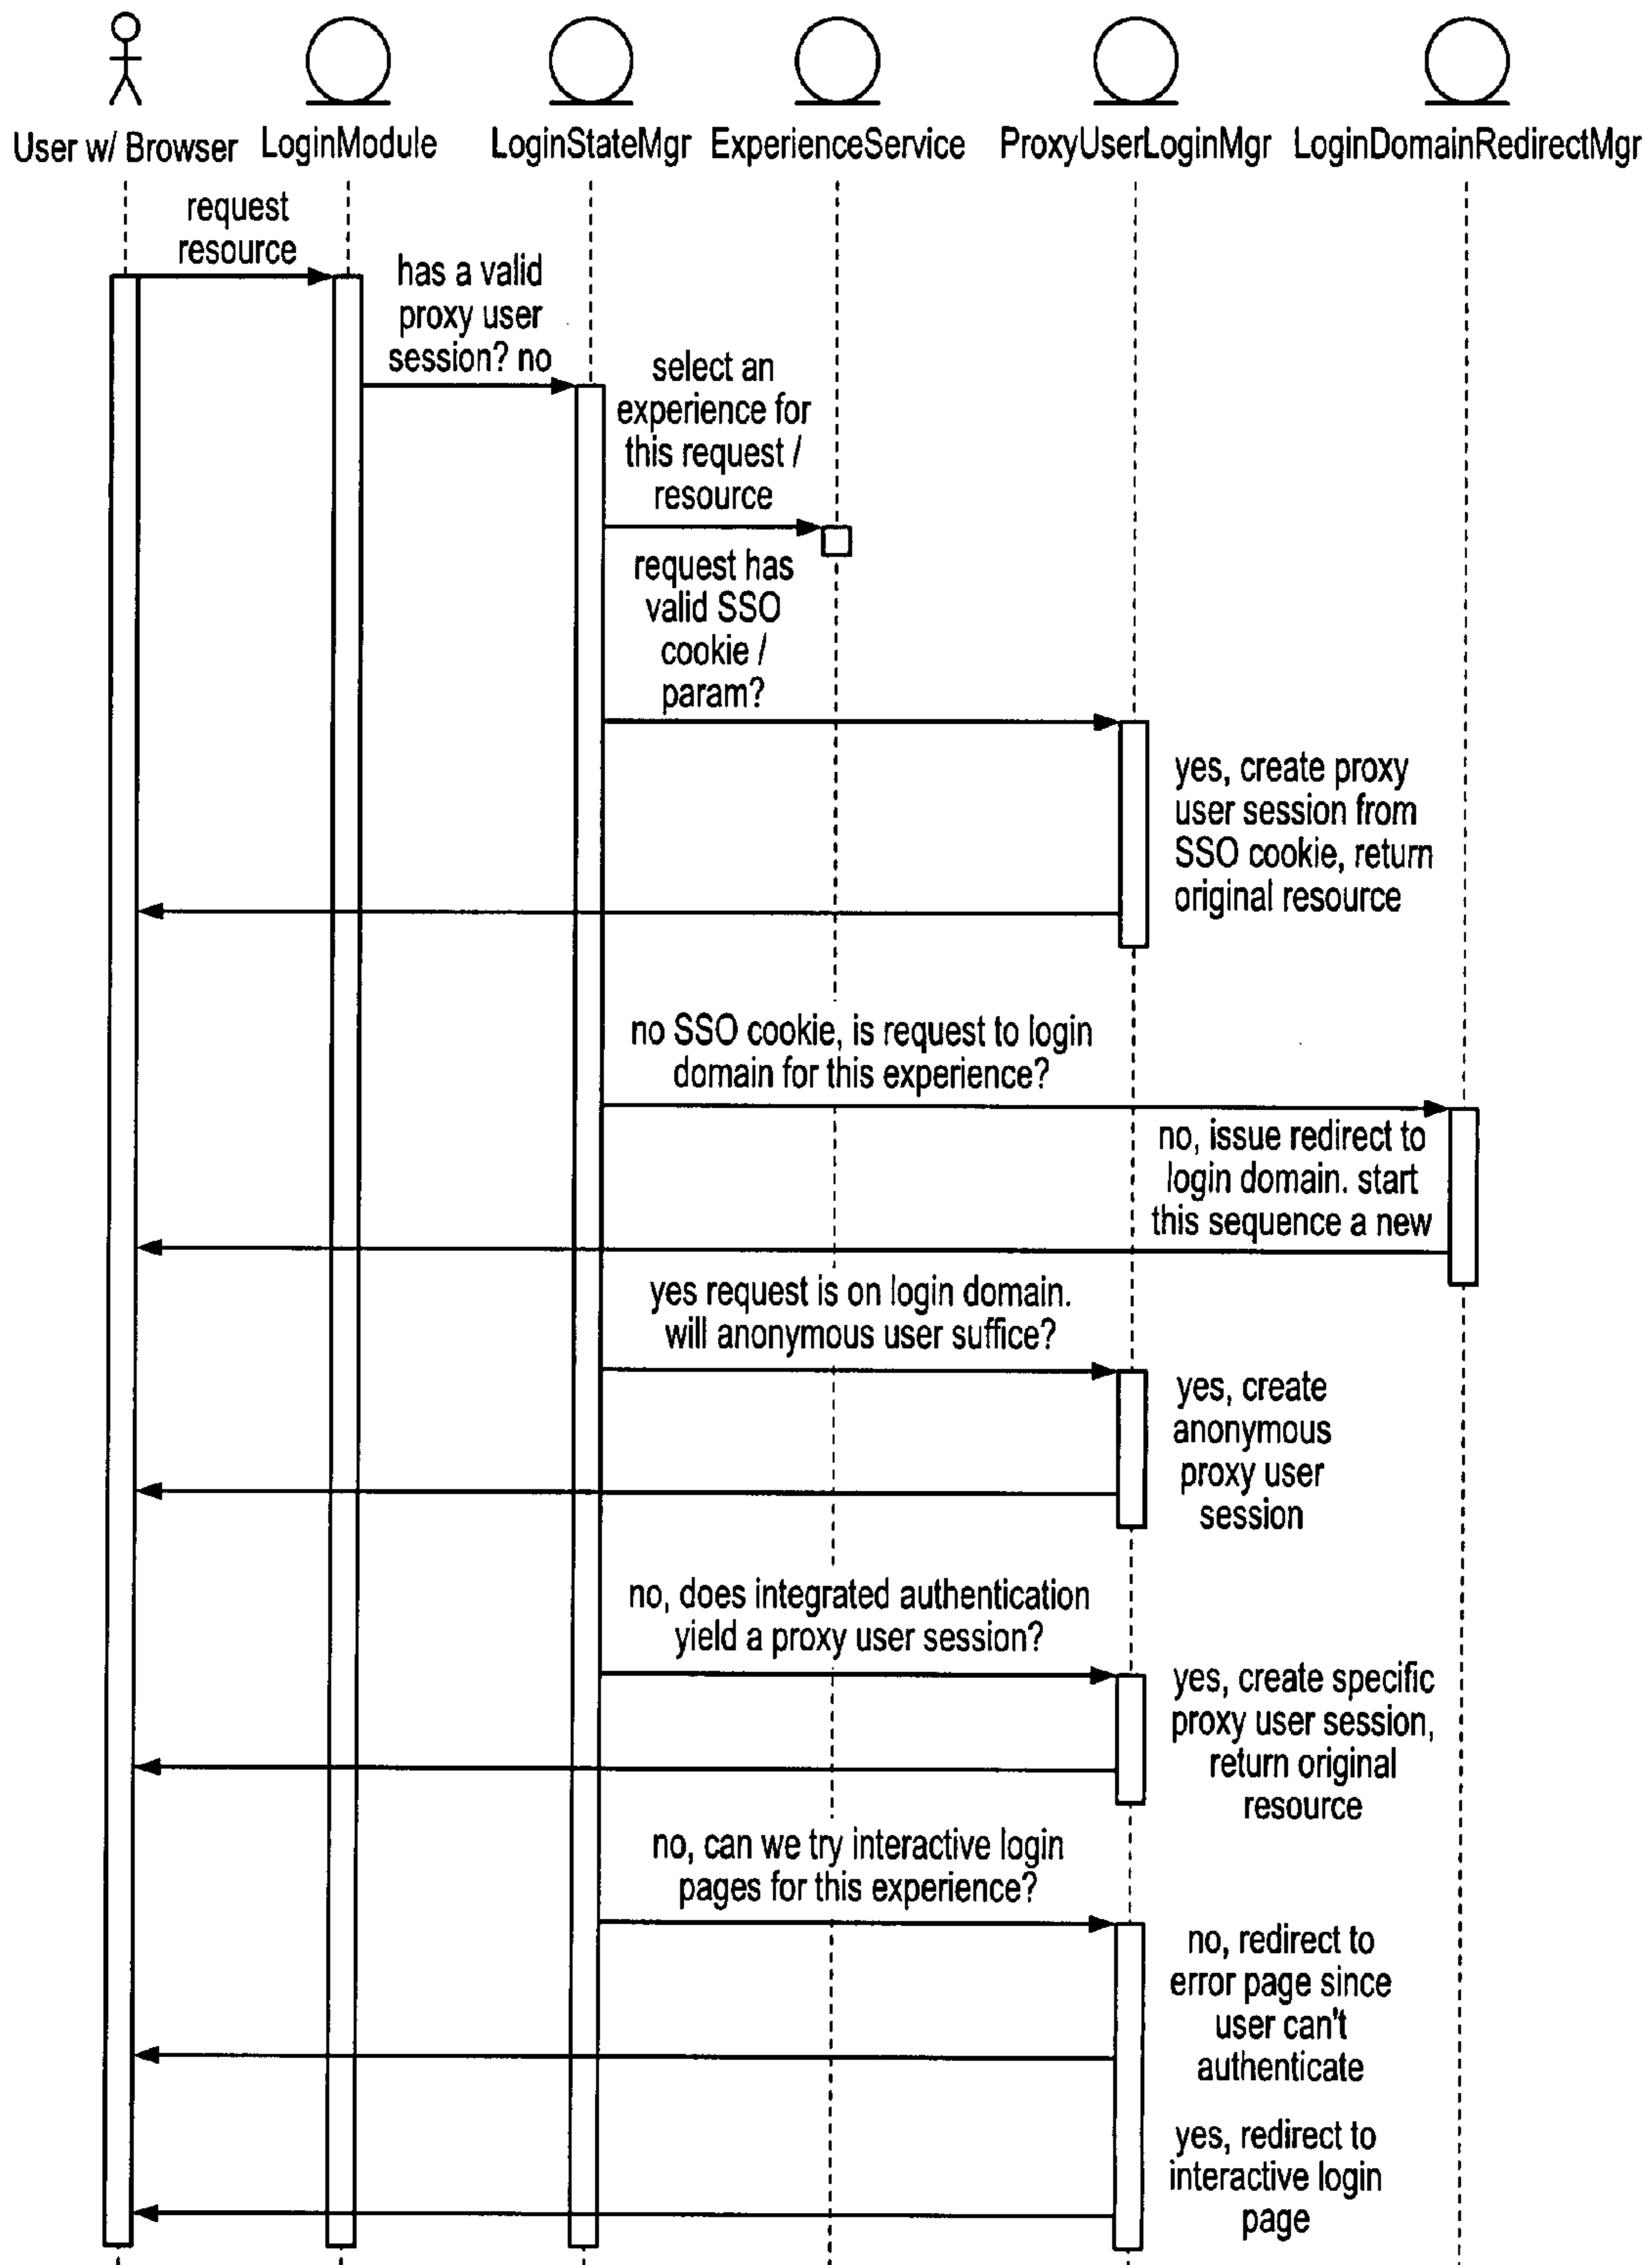 User w/ Browser
LoginModule
LoginStateMgr
ExperienceService
ProxyUserLoginMgr
LoginDomainRedirectMgr
request
resource
has a valid
proxy user
session? no
select an
experience for
this request /
resource
request has
valid SSO
cookie /
param?
yes, create proxy
user session from
SSO cookie, return
original resource
no SSO cookie, is request to login
domain for this experience?
no, issue redirect to
login domain. start
this sequence a new
yes request is on login domain.
will anonymous user suffice?
yes, create
anonymous
proxy user
session
no, does integrated authentication
yield a proxy user session?
yes, create specific
proxy user session,
return original
resource
no, can we try interactive login
pages for this experience?
no, redirect to
error page since
user can't
authenticate
yes, redirect to
interactive login
page